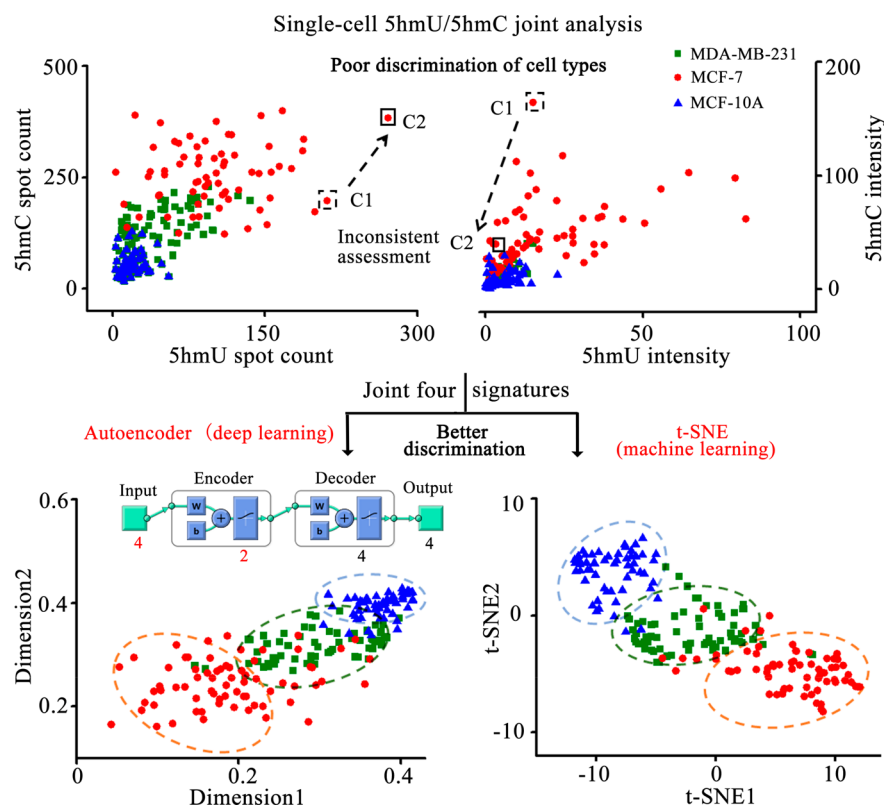 Single-cell 5hmU/5hmC joint analysis
Poor discrimination of cell types
MDA-MB-231
MCF-7
MCF-10A
5hmC spot count
500
250
0
0
150
300
5hmU spot count
C2
C1
Inconsistent
assessment
C1
C2
5hmC intensity
200
100
0
0
50
100
5hmU intensity
Joint four signatures
Autoencoder (deep learning)
Better
discrimination
t-SNE
(machine learning)
Input
Encoder
Decoder
Output
W
b
+
W
b
+
4
2
4
4
Dimension2
0.6
0.4
0.2
0.0
0.2
0.4
Dimension1
t-SNE2
10
0
-10
-10
0
10
t-SNE1